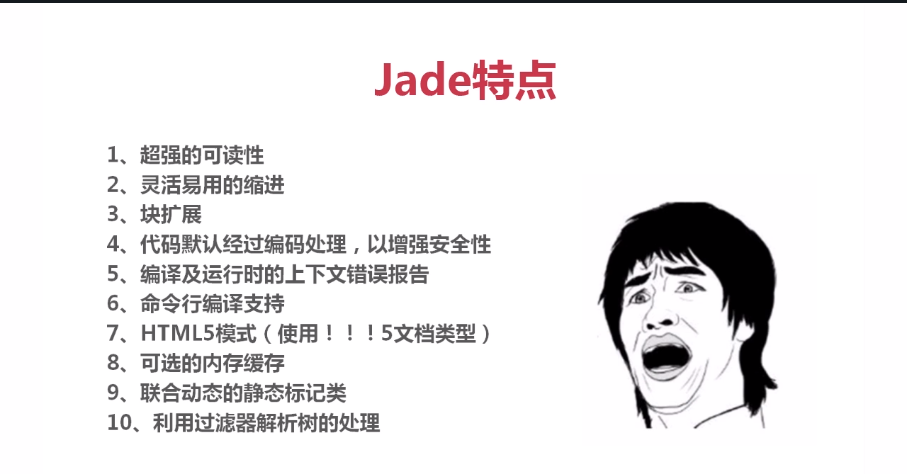 Jade特点
1、超强的可读性
2、灵活易用的缩进
3、块扩展
4、代码默认经过编码处理，以增强安全性
5、编译及运行时的上下文错误报告
6、命令行编译支持
7、HTML5模式（使用！！！5文档类型）
8、可选的内存缓存
9、联合动态的静态标记类
10、利用过滤器解析树的处理